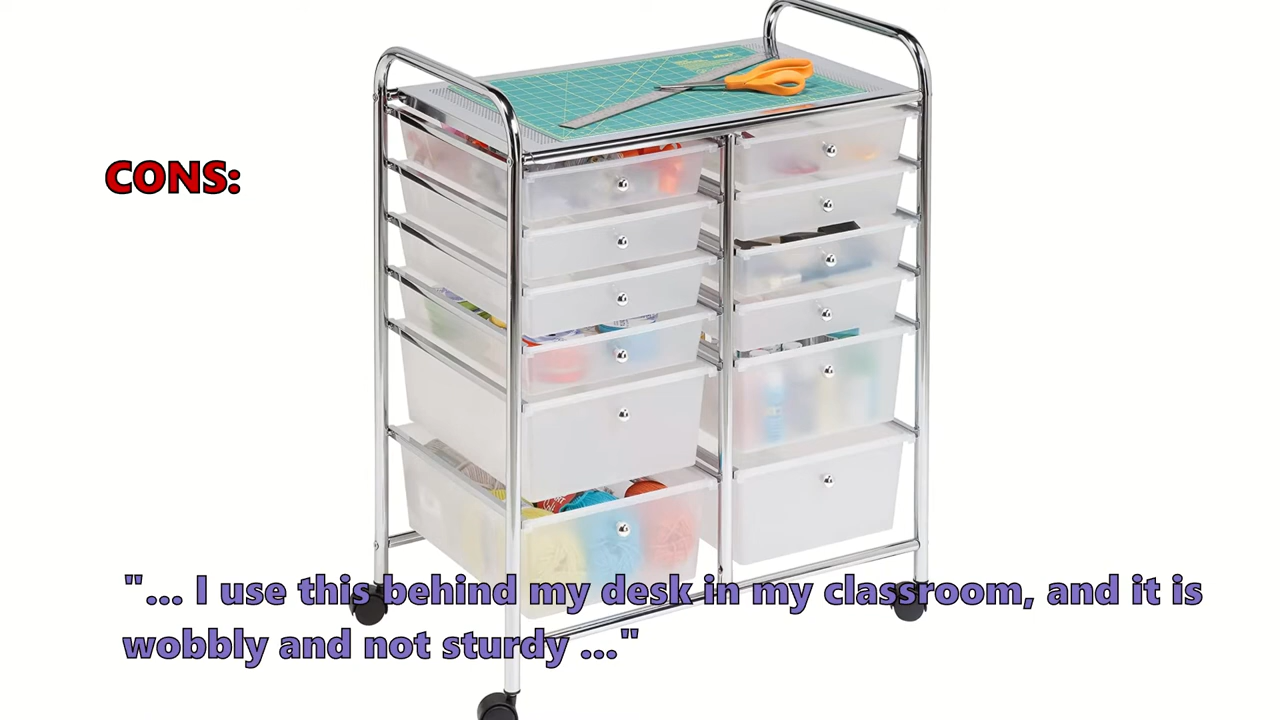 CONS:
"... I use this behind my desk in my classroom, and it is
wobbly and not sturdy ..."